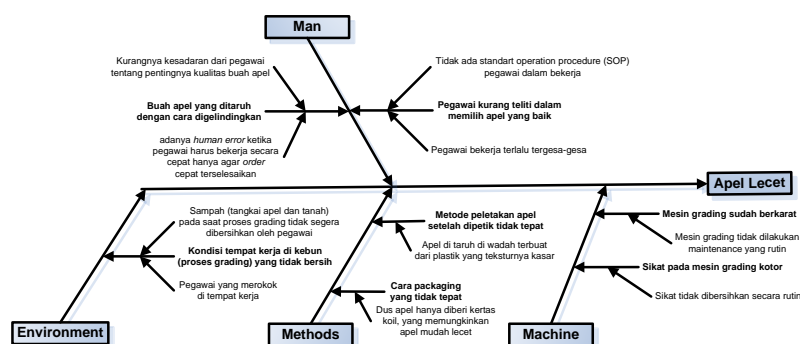 Man
Kurangnya kesadaran dari pegawai
tentang pentingnya kualitas buah apel
Buah apel yang ditaruh
dengan cara digelindingkan
adanya human error ketika
pegawai harus bekerja secara
cepat hanya agar order
cepat terselesaikan
Tidak ada standart operation procedure (SOP)
pegawai dalam bekerja
Pegawai kurang teliti dalam
memilih apel yang baik
Pegawai bekerja terlalu tergesa-gesa
Apel Lecet
Sampah (tangkai apel dan tanah)
pada saat proses grading tidak segera
dibersihkan oleh pegawai
Kondisi tempat kerja di kebun
(proses grading) yang tidak bersih
Pegawai yang merokok
di tempat kerja
Environment
Metode peletakan apel
setelah dipetik tidak tepat
Apel di taruh di wadah terbuat
dari plastik yang teksturnya kasar
Cara packaging
yang tidak tepat
Dus apel hanya diberi kertas
koil, yang memungkinkan
apel mudah lecet
Methods
Mesin grading sudah berkarat
Mesin grading tidak dilakukan
maintenance yang rutin
Sikat pada mesin grading kotor
Sikat tidak dibersihkan secara rutin
Machine